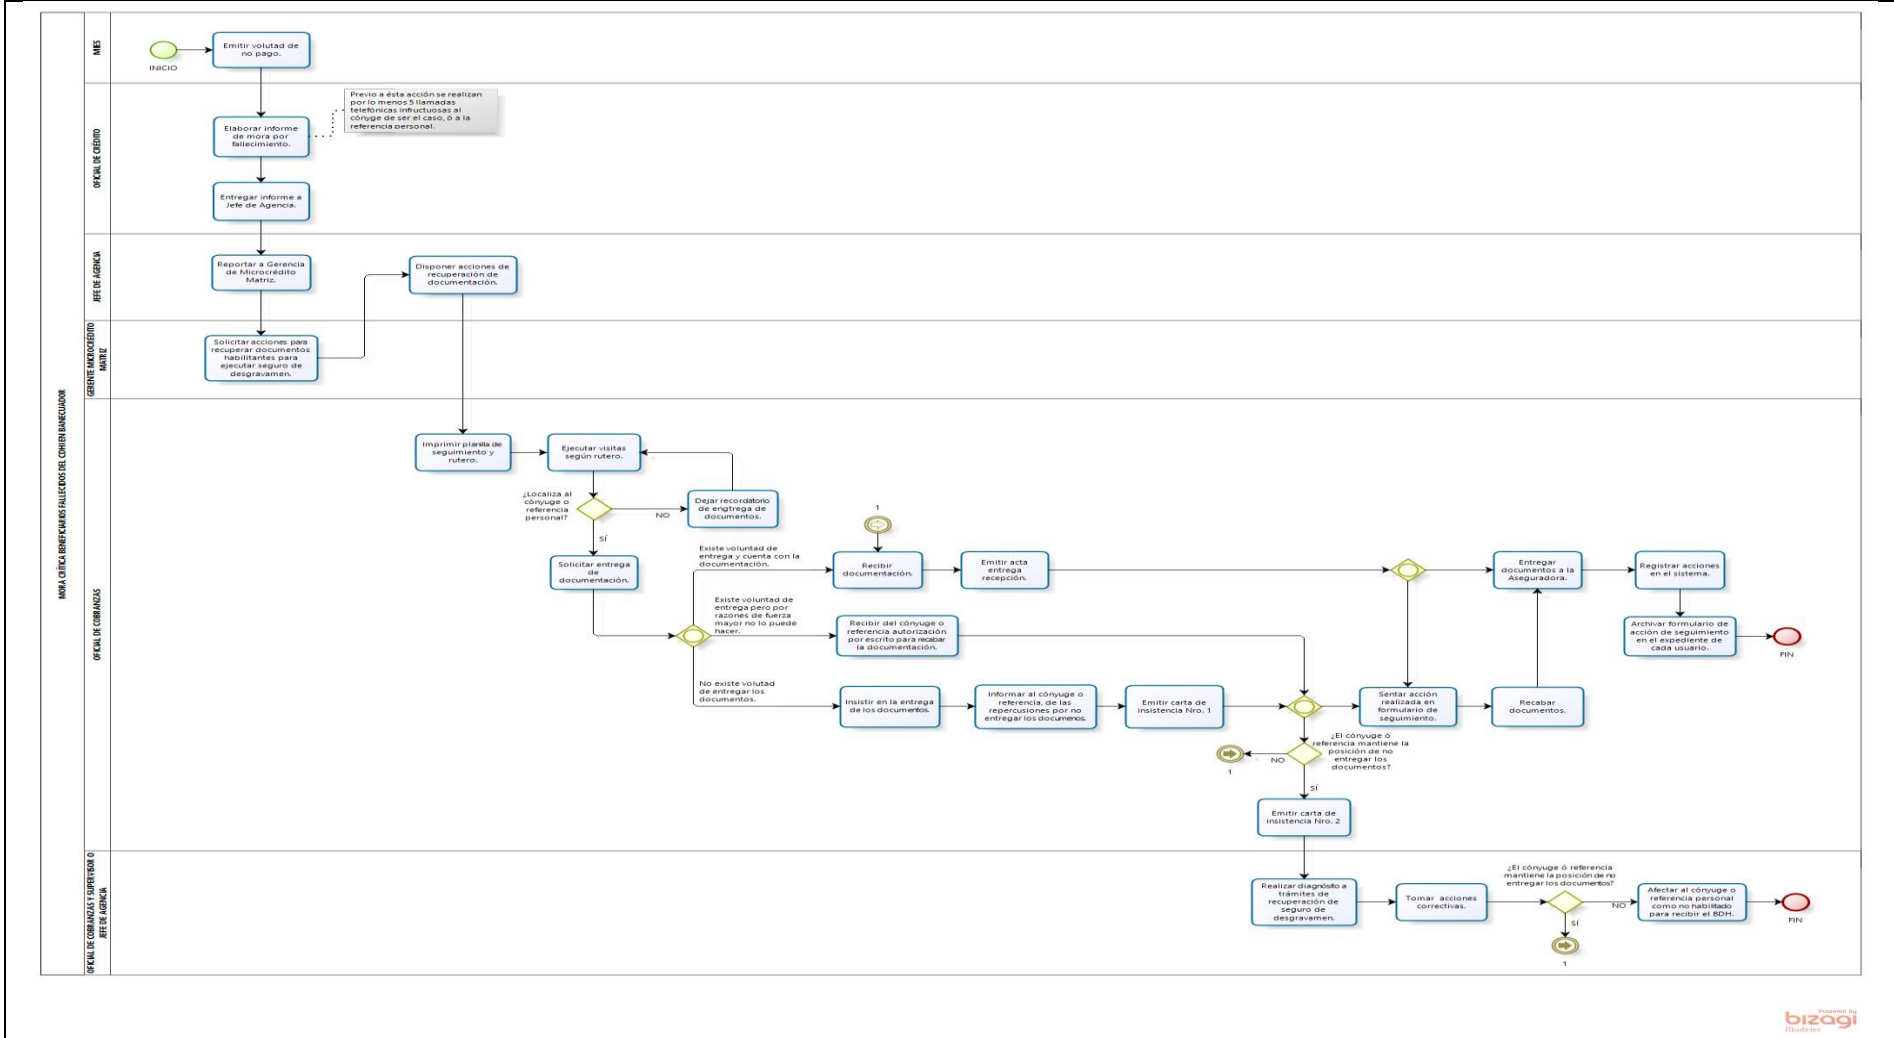 MORA CRÍTICA BENEFICIARIOS FALLECIDOS DEL CDH EN BANECUADOR
MIES
INICIO
Emitir volutad de
no pago.
OFICIAL DE CRÉDITO
Elaborar informe
de mora por
fallecimiento.
Previo a ésta acción se realizan
por lo menos 5 llamadas
telefónicas infructuosas al
cónyge de ser el caso, ó a la
referencia personal.
Entregar informe a
Jefe de Agencia.
JEFE DE AGENCIA
Reportar a Gerencia
de Microcrédito
Matriz.
Disponer acciones de
recuperación de
documentación.
GERENTE MICROCRÉDITO
MATRIZ
Solicitar acciones para
recuperar documentos
habilitantes para
ejecutar seguro de
desgravamen.
OFICIAL DE COBRANZAS
Imprimir planilla de
seguimiento y
rutero.
Ejecutar visitas
según rutero.
¿Localiza al
cónyuge o
referencia
personal?
NO
Dejar recordatorio
de engtrega de
documentos.
SÍ
Solicitar entrega
de
documentación.
Existe voluntad de
entrega y cuenta con la
documentación.
1
Recibir
documentación.
Emitir acta
entrega
recepción.
Entregar
documentos a la
Aseguradora.
Registrar acciones
en el sistema.
Existe voluntad de
entrega pero por
razones de fuerza
mayor no lo puede
hacer.
Recibir del cónyuge o
referencia autorización
por escrito para recabar
la documentación.
Archivar formulario de
acción de seguimiento
en el expediente de
cada usuario.
FIN
No existe volutad
de entregar los
documentos.
Insistir en la entrega
de los documentos.
Informar al cónyuge o
referencia, de las
repercusiones por no
entregar los documenos.
Emitir carta de
insistencia Nro. 1
Sentar acción
realizada en
formulario de
seguimiento.
Recabar
documentos.
¿El cónyuge ó
referencia mantiene la
posición de no
entregar los
documentos?
NO
1
SÍ
Emitir carta de
insistencia Nro. 2
OFICIAL DE COBRANZAS Y SUPERVISOR O
JEFE DE AGENCIA
Realizar diagnósito a
trámites de
recuperación de
seguro de
desgravamen.
Tomar acciones
correctivas.
¿El cónyuge ó referencia
mantiene la posición de no
entregar los documentos?
NO
SÍ
1
Afectar al cónyuge o
referencia personal
como no habilitado
para recibir el BDH.
FIN
Powered by
bizagi
Modeler